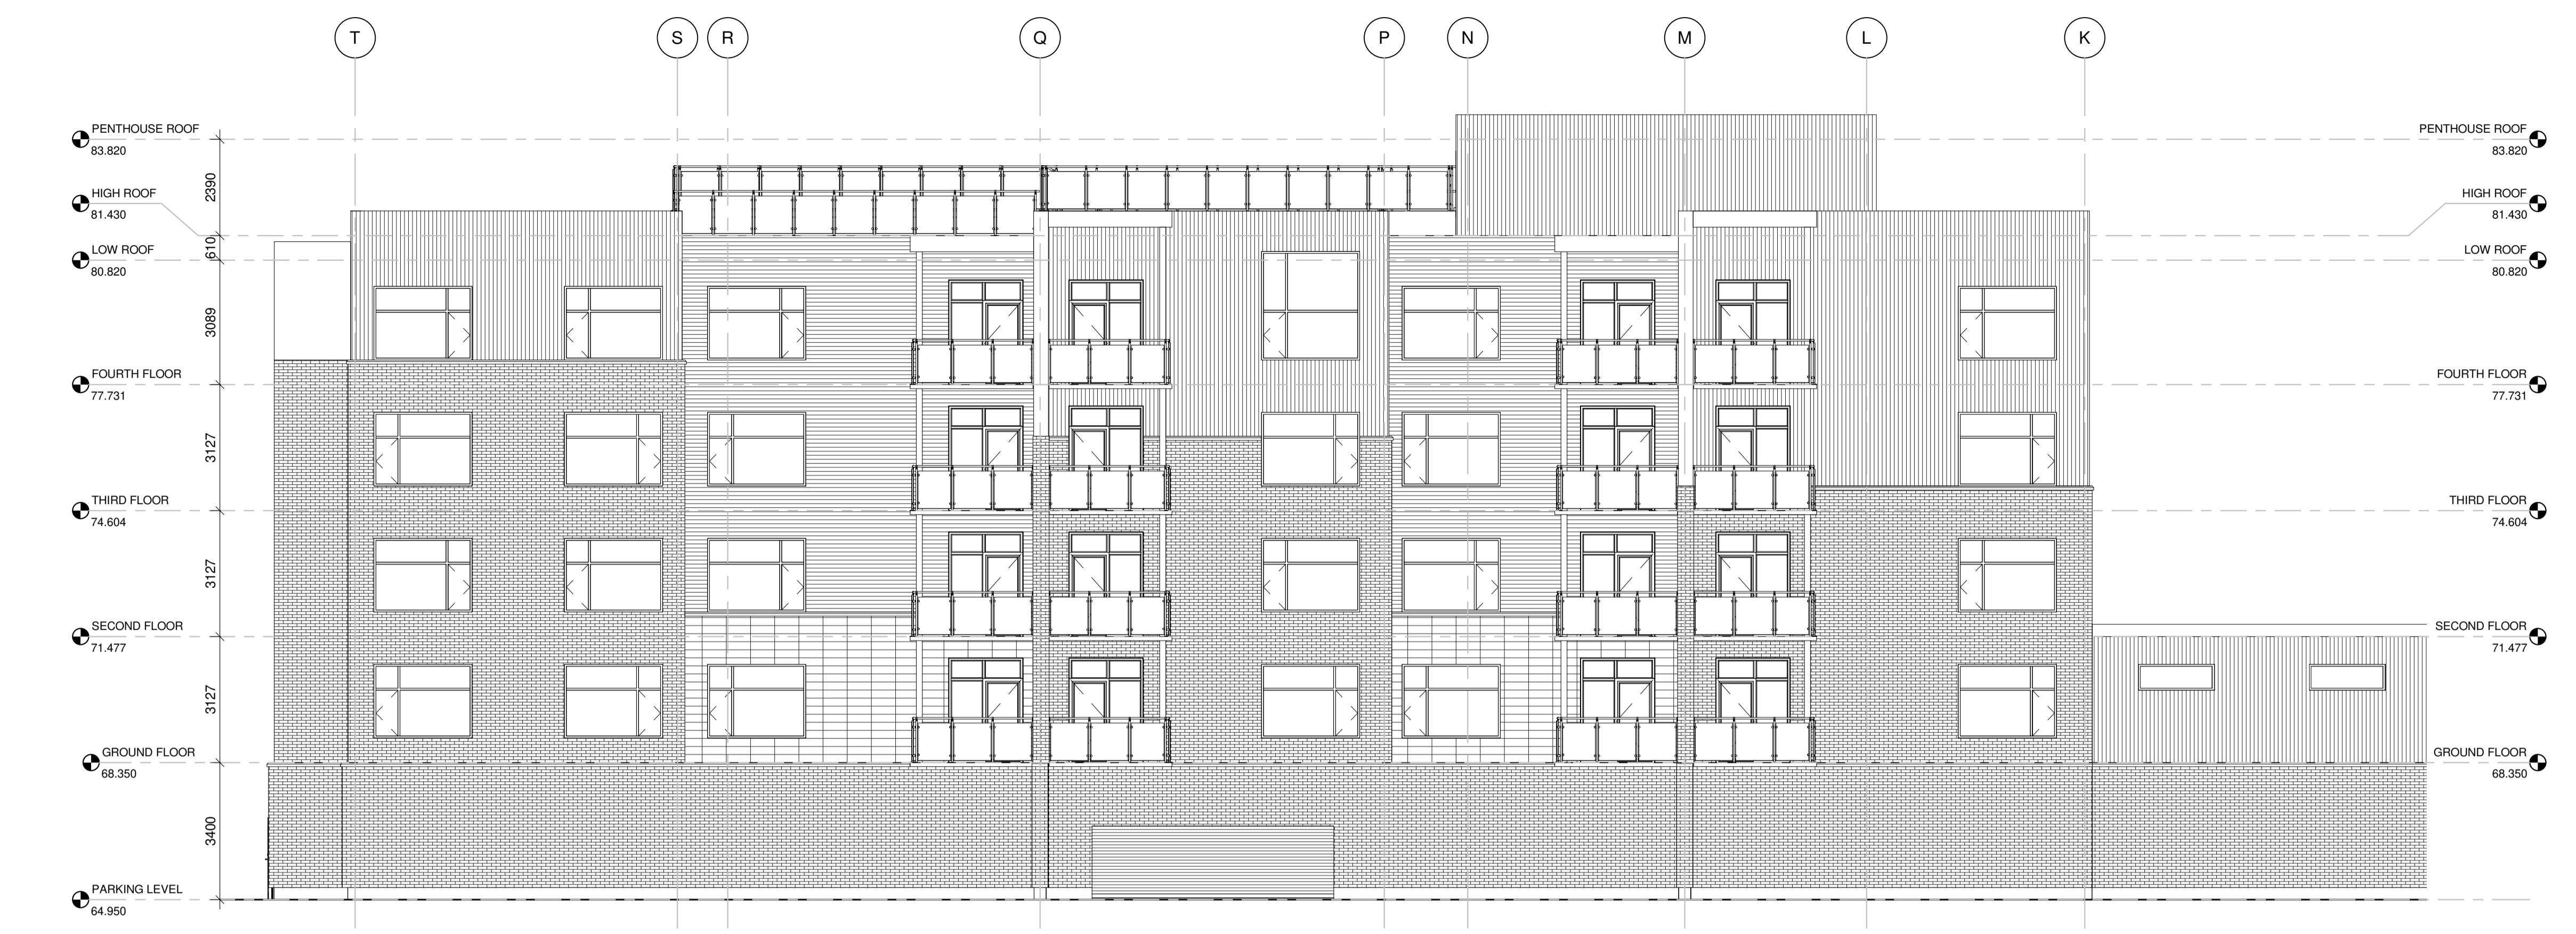 T S R Q P N M L K
PENTHOUSE ROOF
83.820
2390
HIGH ROOF
81.430
610
LOW ROOF
80.820
3089
FOURTH FLOOR
77.731
3127
THIRD FLOOR
74.604
3127
SECOND FLOOR
71.477
3127
GROUND FLOOR
68.350
3400
PARKING LEVEL
64.950
PENTHOUSE ROOF
83.820
HIGH ROOF
81.430
LOW ROOF
80.820
FOURTH FLOOR
77.731
THIRD FLOOR
74.604
SECOND FLOOR
71.477
GROUND FLOOR
68.350